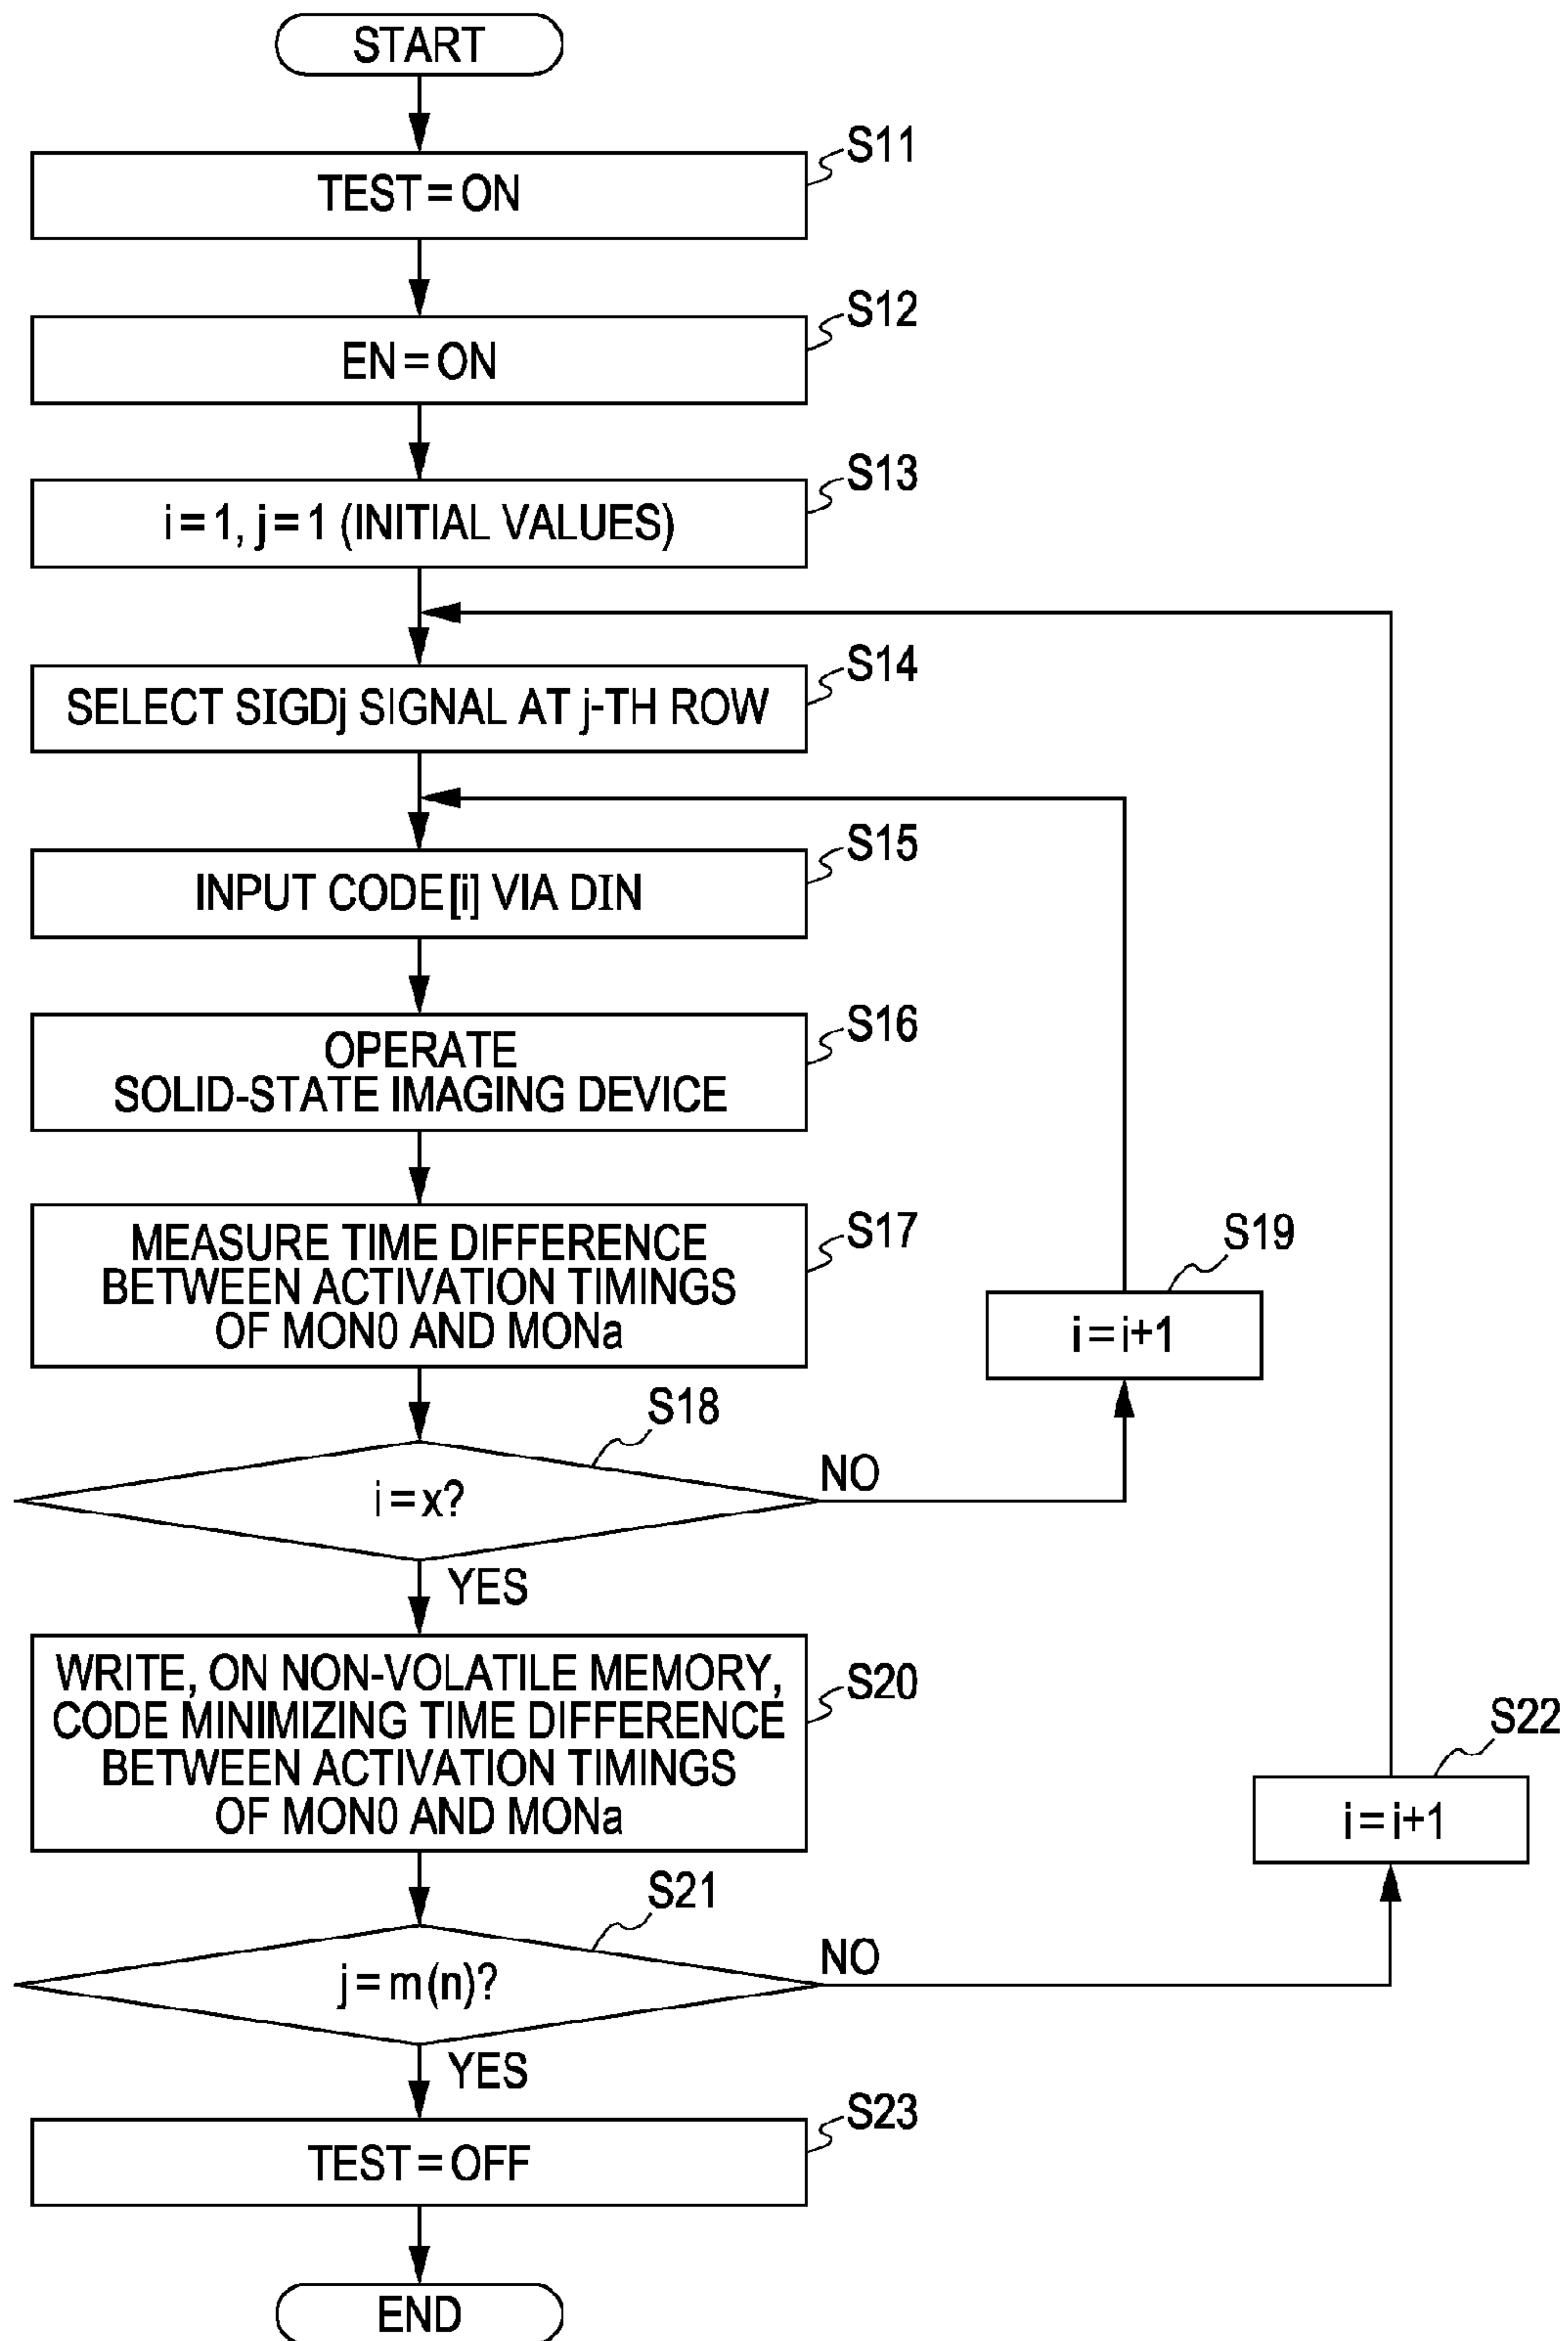 START
S11
TEST=ON
S12
EN=ON
S13
i=1, j=1 (INITIAL VALUES)
S14
SELECT SIGDj SIGNAL AT j-TH ROW
S15
INPUT CODE[i] VIA DIN
S16
OPERATE
SOLID-STATE IMAGING DEVICE
S17
MEASURE TIME DIFFERENCE
BETWEEN ACTIVATION TIMINGS
OF MON0 AND MONa
S19
i=i+1
S18
i=x?
NO
YES
S20
WRITE, ON NON-VOLATILE MEMORY,
CODE MINIMIZING TIME DIFFERENCE
BETWEEN ACTIVATION TIMINGS
OF MON0 AND MONa
S22
i=i+1
S21
j=m(n)?
NO
YES
S23
TEST=OFF
END